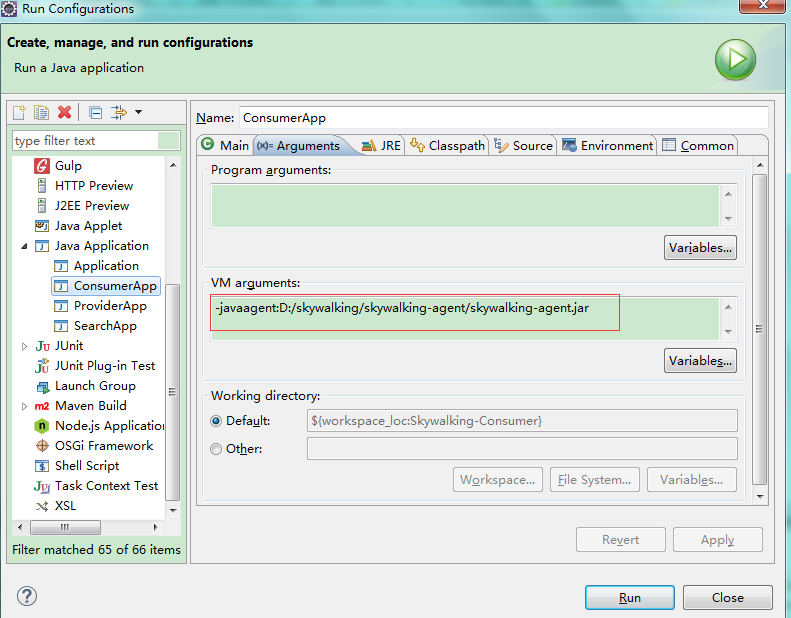 Run Configurations
Create, manage, and run configurations
Run a Java application
type filter text
Gulp
HTTP Preview
J2EE Preview
Java Applet
Java Application
Application
ConsumerApp
ProviderApp
SearchApp
JUnit
JUnit Plug-in Test
Launch Group
Maven Build
Node.js Application
OSGi Framework
Shell Script
Task Context Test
XSL
Filter matched 65 of 66 items
Name: ConsumerApp
Main (x)= Arguments JRE Classpath Source Environment Common
Program arguments:
Variables...
VM arguments:
-javaagent:D:/skywalking/skywalking-agent/skywalking-agent.jar
Variables...
Working directory:
Default: ${workspace_loc:Skywalking-Consumer}
Other:
Workspace... File System... Variables...
Revert Apply
Run Close